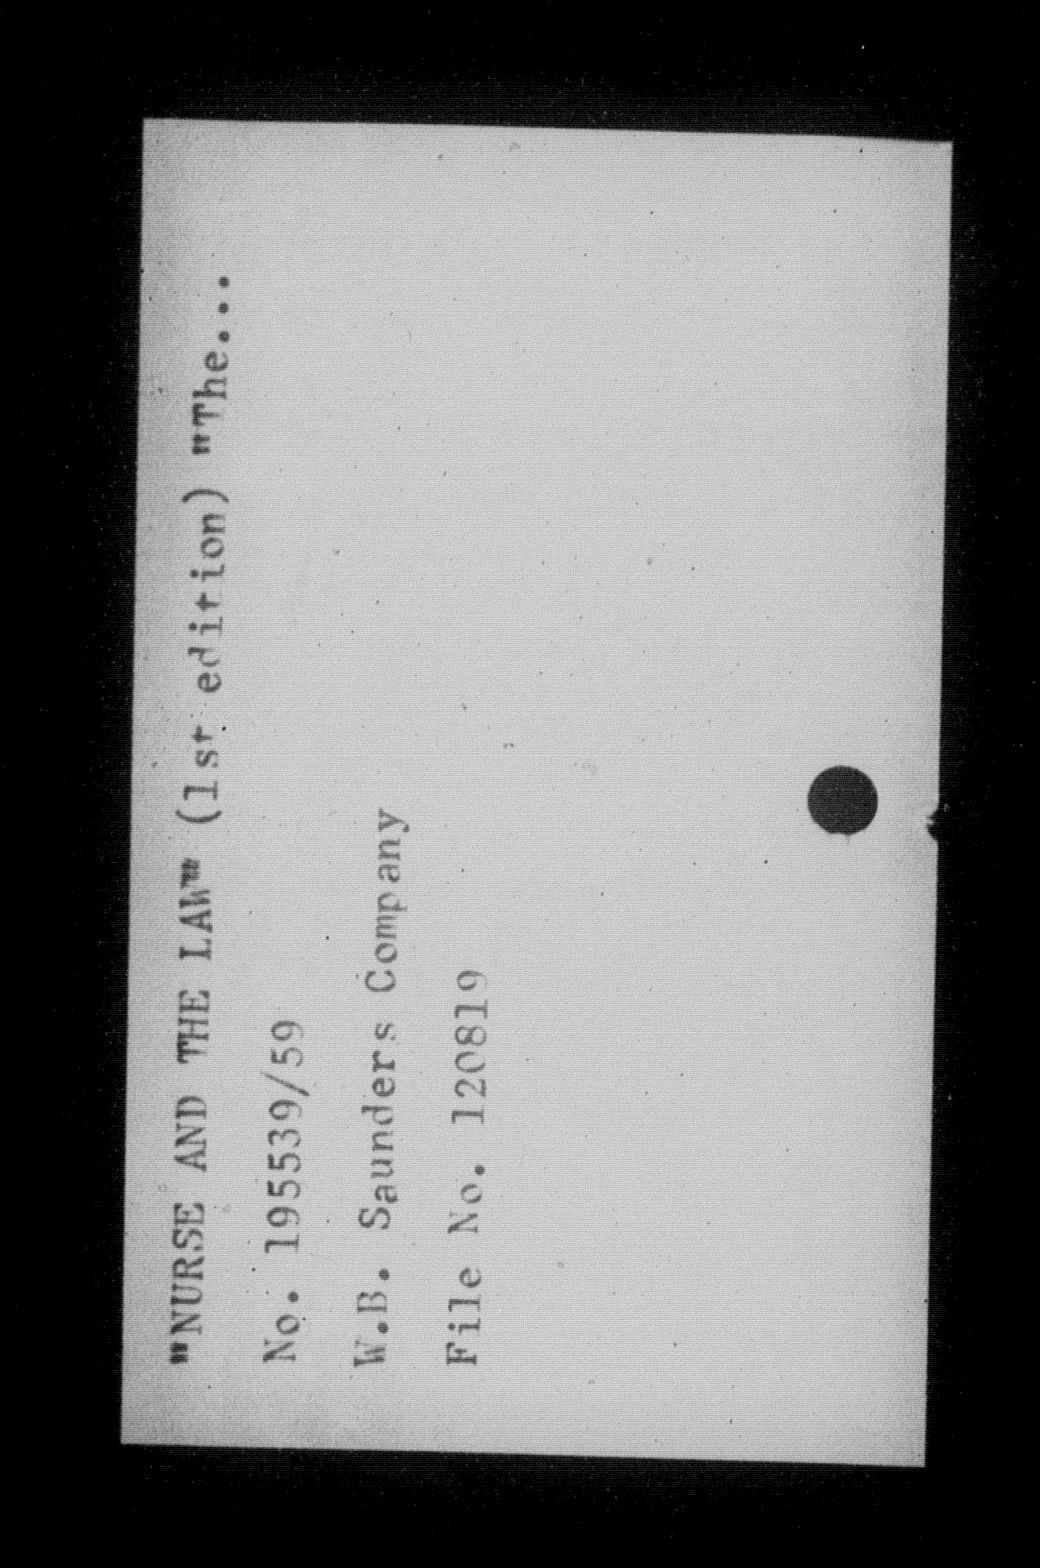 "NURSE AND THE LAW" (1st edition) "The...
No. 195539/59
W.B. Saunders Company
File No. 120819